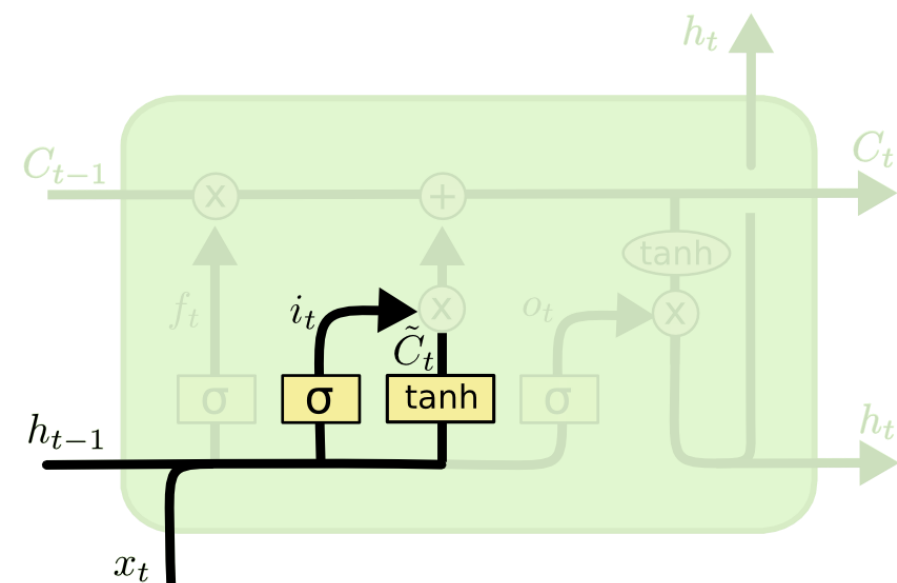 h_t
C_{t-1}
C_t
x
+
tanh
f_t
i_t
x
o_t
x
C̃_t
σ
σ
tanh
σ
h_{t-1}
h_t
x_t